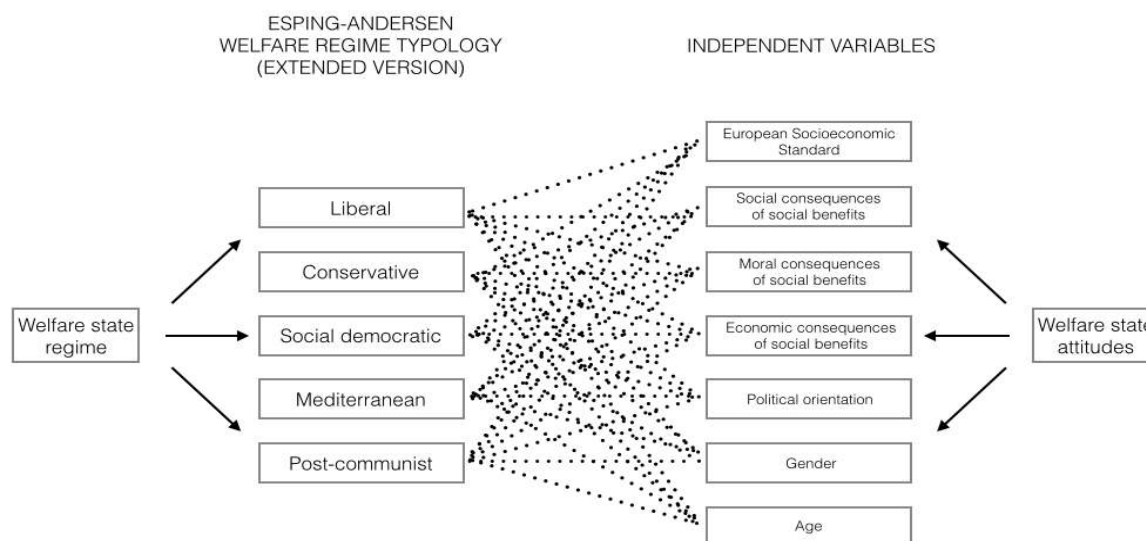 ESPING-ANDERSEN
WELFARE REGIME TYPOLOGY
(EXTENDED VERSION)
INDEPENDENT VARIABLES
Welfare state
regime
Liberal
Conservative
Social democratic
Mediterranean
Post-communist
European Socioeconomic
Standard
Social consequences
of social benefits
Moral consequences
of social benefits
Economic consequences
of social benefits
Political orientation
Gender
Age
Welfare state
attitudes